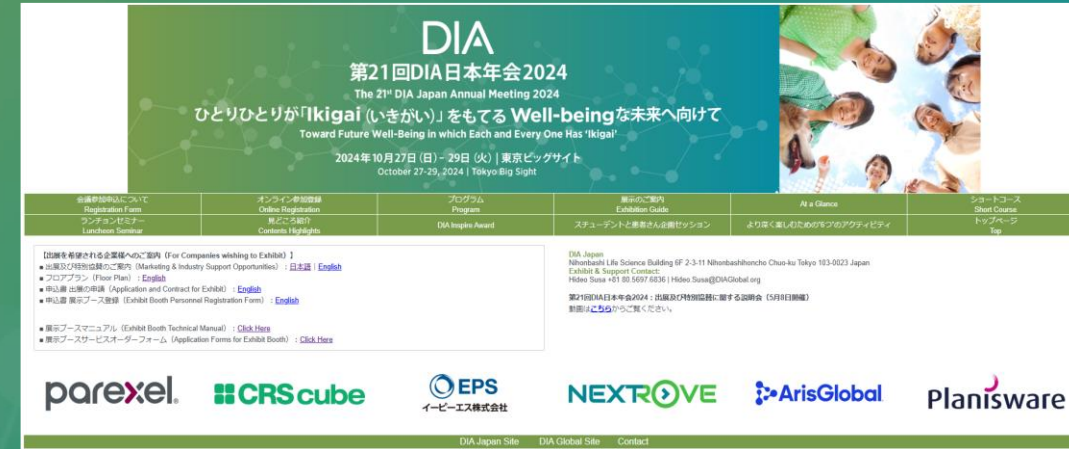 DIA
第21回DIA日本年会2024
The 21st DIA Japan Annual Meeting 2024
ひとりひとりが「Ikigai（いきがい）」をもてる Well-beingな未来へ向けて
Toward Future Well-Being in which Each and Every One Has 'Ikigai'
2024年10月27日（日）- 29日（火） | 東京ビッグサイト
October 27-29, 2024 | Tokyo Big Sight
会議参加申込について
Registration Form
オンライン参加登録
Online Registration
プログラム
Program
展示のご案内
Exhibition Guide
At a Glance
ショートコース
Short Course
ランチョンセミナー
Luncheon Seminar
見どころ紹介
Contents Highlights
DIA Inspire Award
スチューデントと患者さん企画セッション
より深く楽しむための"5つ"のアクティビティ
トップページ
Top
【出展を希望される企業様へのご案内（For Companies wishing to Exhibit）】
■ 出展及び特別協賛のご案内（Marketing & Industry Support Opportunities）：日本語 | English
■ フロアプラン（Floor Plan）：English
■ 申込書 出展の申請（Application and Contract for Exhibit）：English
■ 申込書 展示ブース登録（Exhibit Booth Personnel Registration Form）：English
■ 展示ブースマニュアル（Exhibit Booth Technical Manual）：Click Here
■ 展示ブースサービスオーダーフォーム（Application Forms for Exhibit Booth）：Click Here
DIA Japan
Nihonbashi Life Science Building 6F 2-3-11 Nihonbashihoncho Chuo-ku Tokyo 183-0023 Japan
Exhibit & Support Contact:
Hideo Susa +81.80.5697.6836 | Hideo.Susa@DIAGlobal.org
第21回DIA日本年会2024：出展及び特別協賛に関する説明会（5月8日開催）
動画はこちらからご覧ください。
parexel.
CRScube
EPS
イーピーエス株式会社
NEXTROVE
ArisGlobal
Planisware
DIA Japan Site
DIA Global Site
Contact